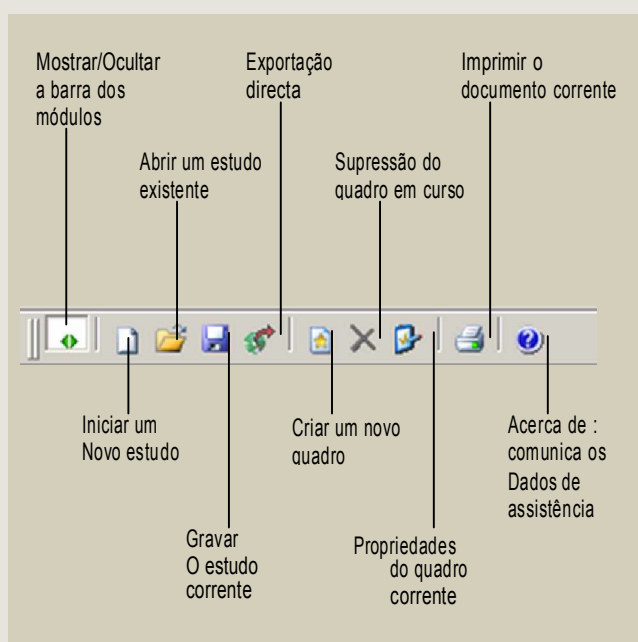 Mostrar/Ocultar
a barra dos
módulos
Exportação
directa
Imprimir o
documento corrente
Abrir um estudo
existente
Supressão do
quadro em curso
Iniciar um
Novo estudo
Criar um novo
quadro
Acerca de :
comunica os
Dados de
assistência
Gravar
O estudo
corrente
Propriedades
do quadro
corrente